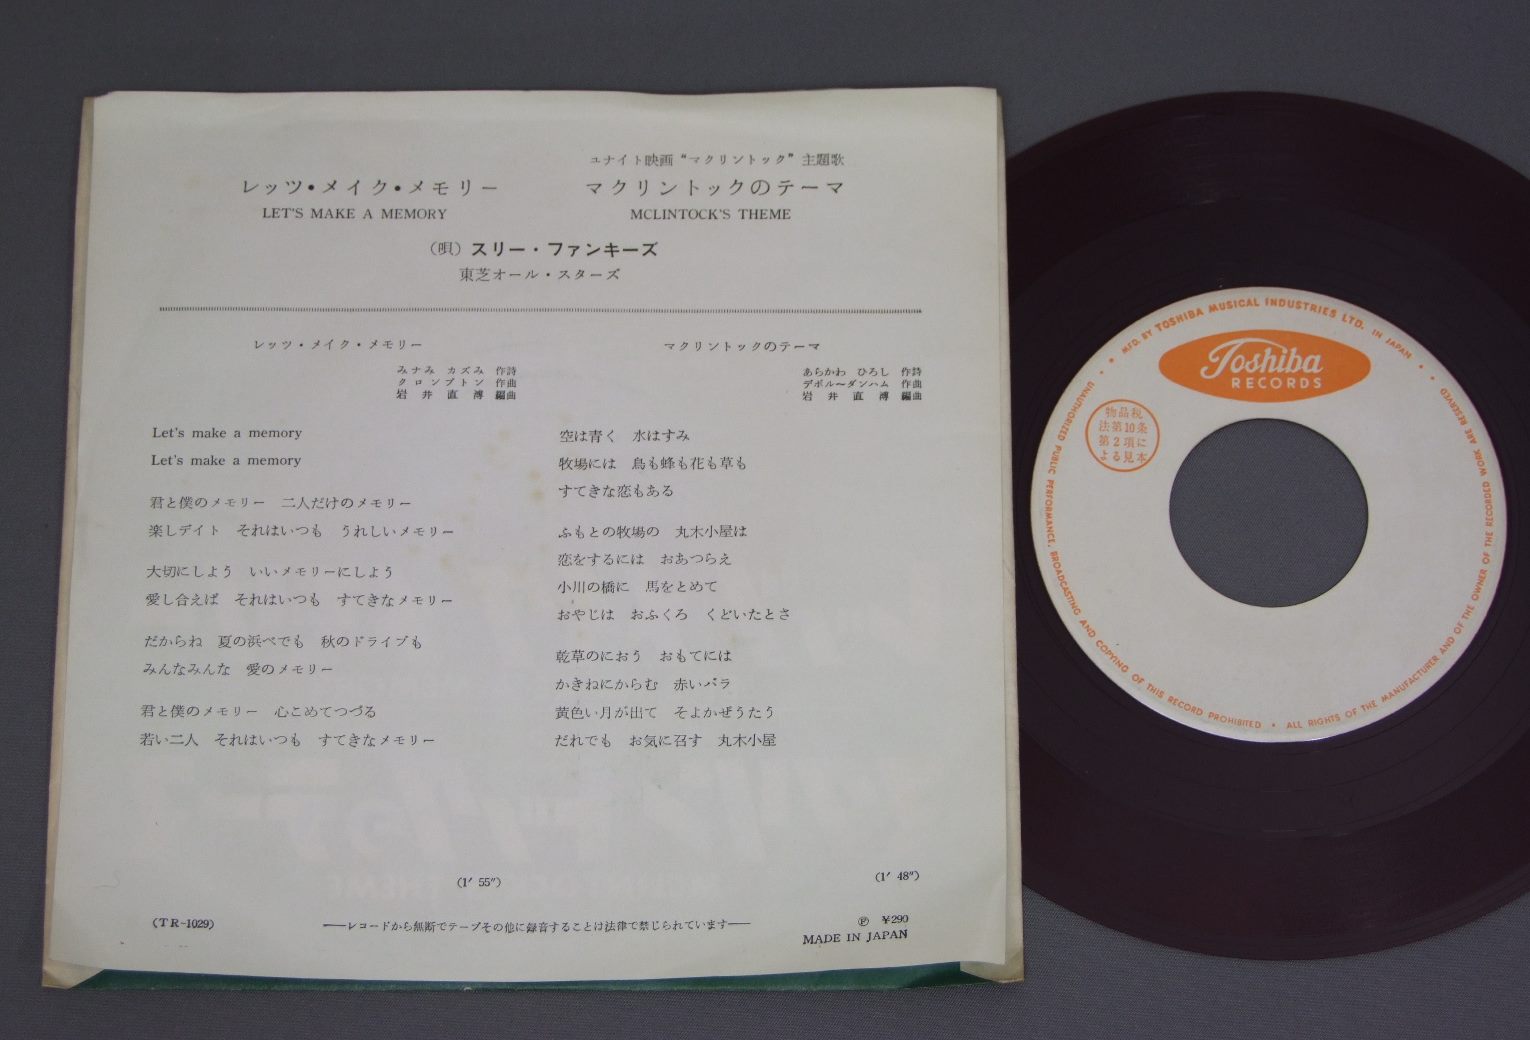 ユナイト映画“マクリントック”主題歌
レッツ・メイク・メモリー
LET'S MAKE A MEMORY
マクリントックのテーマ
MCLINTOCK'S THEME
(唄) スリー・ファンキーズ
東芝オール・スターズ
レッツ・メイク・メモリー
みナみ カズみ 作詩
クロンプトン 作曲
岩井直溥 編曲
Let's make a memory
Let's make a memory
君と僕のメモリー 二人だけのメモリー
楽しデイト それはいつも うれしいメモリー
大切にしよう いいメモリーにしよう
愛し合えば それはいつも すてきなメモリー
だからね 夏の浜べでも 秋のドライブも
みんなみんな 愛のメモリー
君と僕のメモリー 心こめてつづる
若い二人 それはいつも すてきなメモリー
(1′ 55″)
マクリントックのテーマ
あらかわ ひろし 作詩
デボル〜ダンハム 作曲
岩井直溥 編曲
空は青く 水はすみ
牧場には 鳥も蜂も花も草も
すてきな恋もある
ふもとの牧場の 丸木小屋は
恋をするには おあつらえ
小川の橋に 馬をとめて
おやじは おふくろ くどいたとさ
乾草のにおう おもてには
かきねにからむ 赤いバラ
黄色い月が出て そよかぜうたう
だれでも お気に召す 丸木小屋
(1′ 48″)
(TR-1029)
——レコードから無断でテープその他に録音することは法律で禁じられています——
Ⓟ ¥290
MADE IN JAPAN
MFD. BY TOSHIBA MUSICAL INDUSTRIES LTD. IN JAPAN
Toshiba
RECORDS
物品税
法第10条
第2項に
よる見本
UNAUTHORIZED PUBLIC PERFORMANCE, BROADCASTING AND COPYING OF THIS RECORD PROHIBITED • ALL RIGHTS OF THE MANUFACTURER AND OF THE OWNER OF THE RECORDED WORK ARE RESERVED